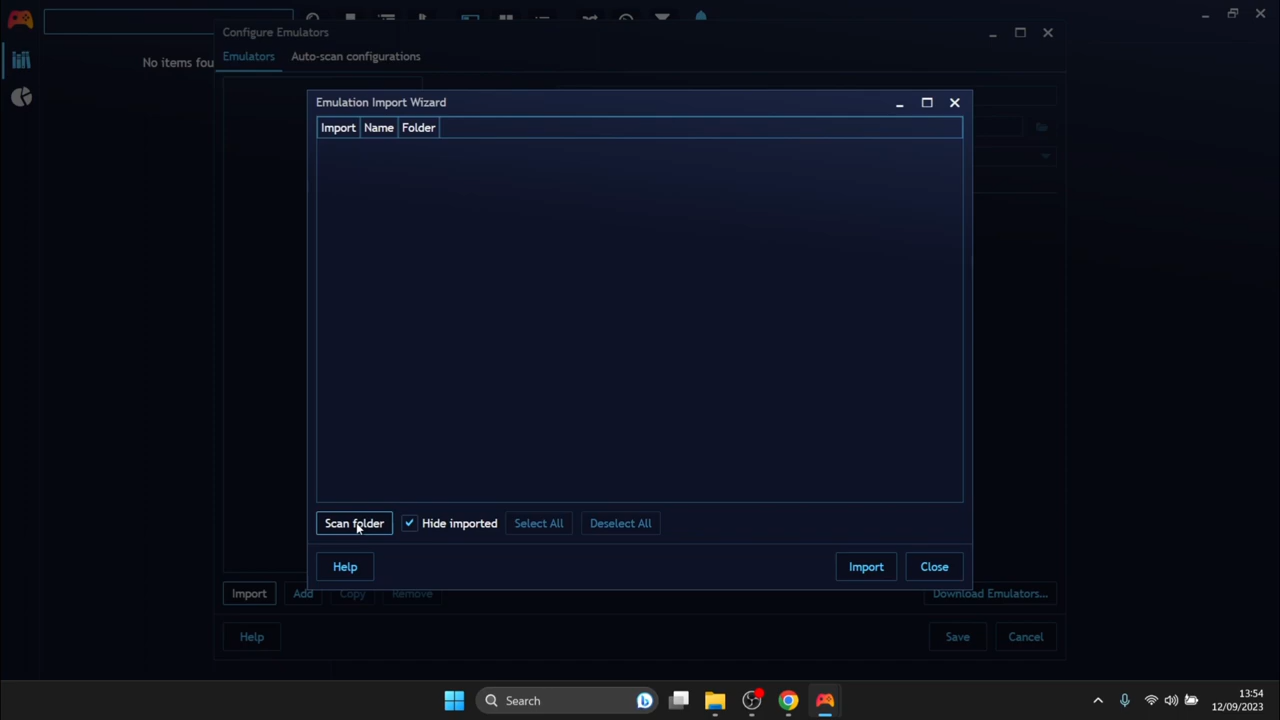 Configure Emulators
No items fou
Emulators Auto-scan configurations
Emulation Import Wizard
Import Name Folder
Scan folder Hide imported Select All Deselect All
Help Import Close
Import Add Copy Remove Download Emulators...
Help Save Cancel
Search
13:54
12/09/2023